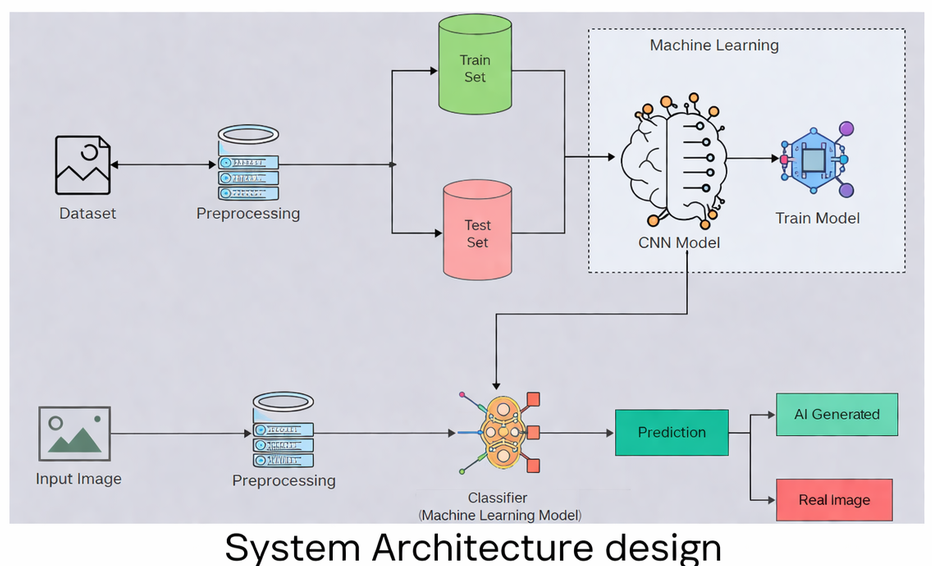 Train
Set
Machine Learning
Dataset
Preprocessing
Test
Set
CNN Model
Train Model
Input Image
Preprocessing
Classifier
(Machine Learning Model)
Prediction
AI Generated
Real Image
System Architecture design